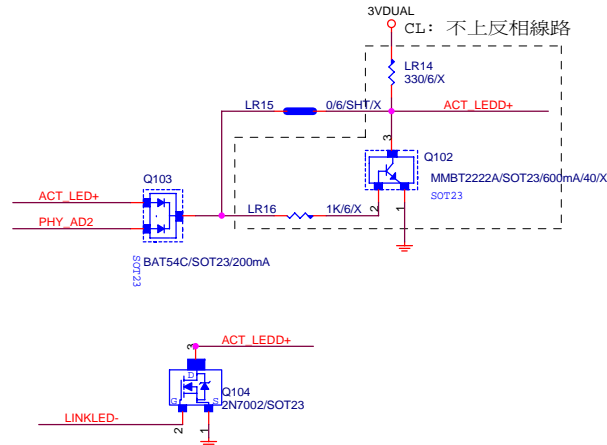 3VDUAL
CL: 不上反相線路
LR14
330/6/X
LR15
0/6/SHT/X
ACT_LEDD+
3
Q102
MMBT2222A/SOT23/600mA/40/X
SOT23
Q103
ACT_LED+
PHY_AD2
LR16
1K/6/X
2
1
SOT23
BAT54C/SOT23/200mA
ACT_LEDD+
3
D
G
S
Q104
2N7002/SOT23
LINKLED-
2
1